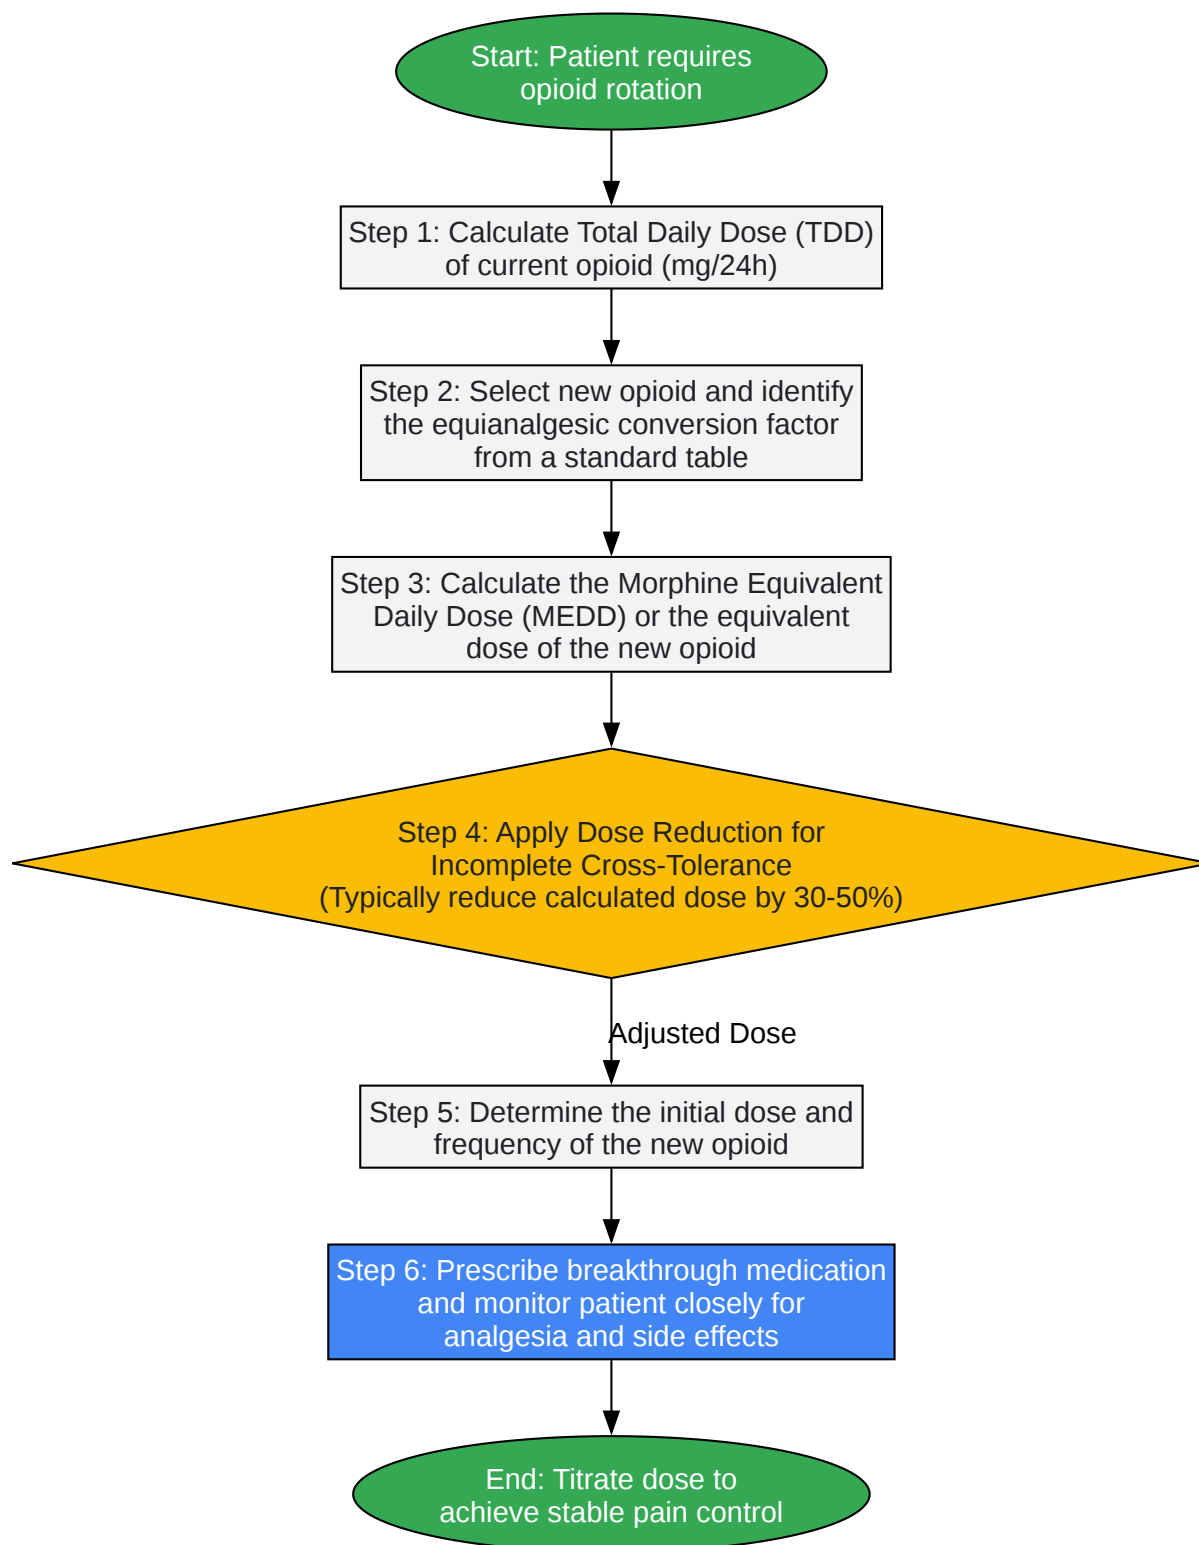 Start: Patient requires
opioid rotation
Step 1: Calculate Total Daily Dose (TDD)
of current opioid (mg/24h)
Step 2: Select new opioid and identify
the equianalgesic conversion factor
from a standard table
Step 3: Calculate the Morphine Equivalent
Daily Dose (MEDD) or the equivalent
dose of the new opioid
Step 4: Apply Dose Reduction for
Incomplete Cross-Tolerance
(Typically reduce calculated dose by 30-50%)
Adjusted Dose
Step 5: Determine the initial dose and
frequency of the new opioid
Step 6: Prescribe breakthrough medication
and monitor patient closely for
analgesia and side effects
End: Titrate dose to
achieve stable pain control